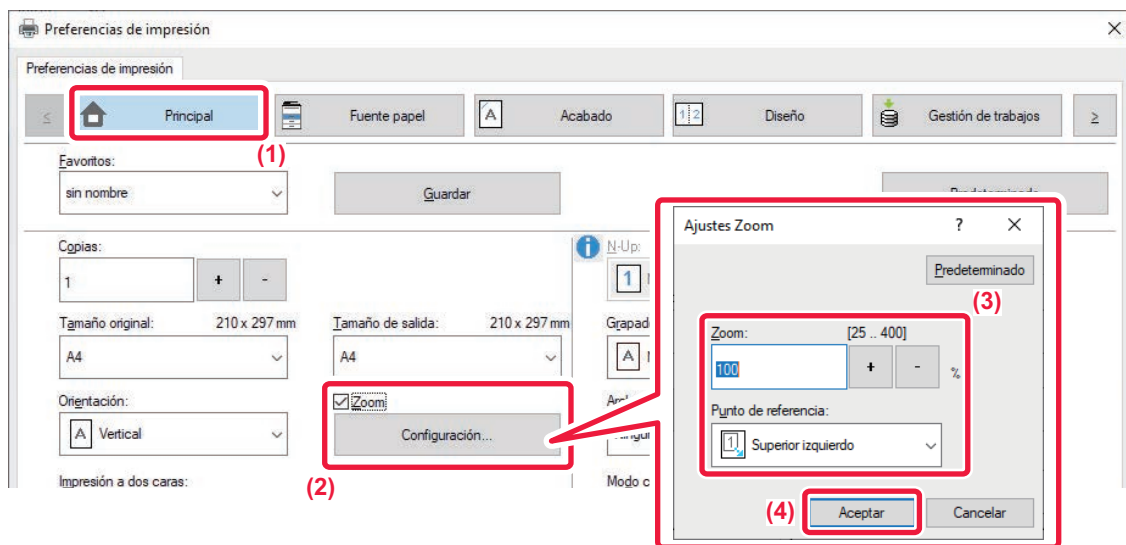 Preferencias de impresión
Preferencias de impresión
Principal
Fuente papel
Acabado
1 2
Diseño
Gestión de trabajos
(1)
Favoritos:
sin nombre
Guardar
Copias:
1
+ -
N-Up:
1
Tamaño original: 210 x 297 mm
Tamaño de salida: 210 x 297 mm
A4
A4
Orientación:
A Vertical
Zoom
Configuración...
(2)
Impresión a dos caras:
Ajustes Zoom ? X
Predeterminado
(3)
Zoom: [25 .. 400]
100 + - %
Punto de referencia:
1 Superior izquierdo
(4)
Aceptar
Cancelar